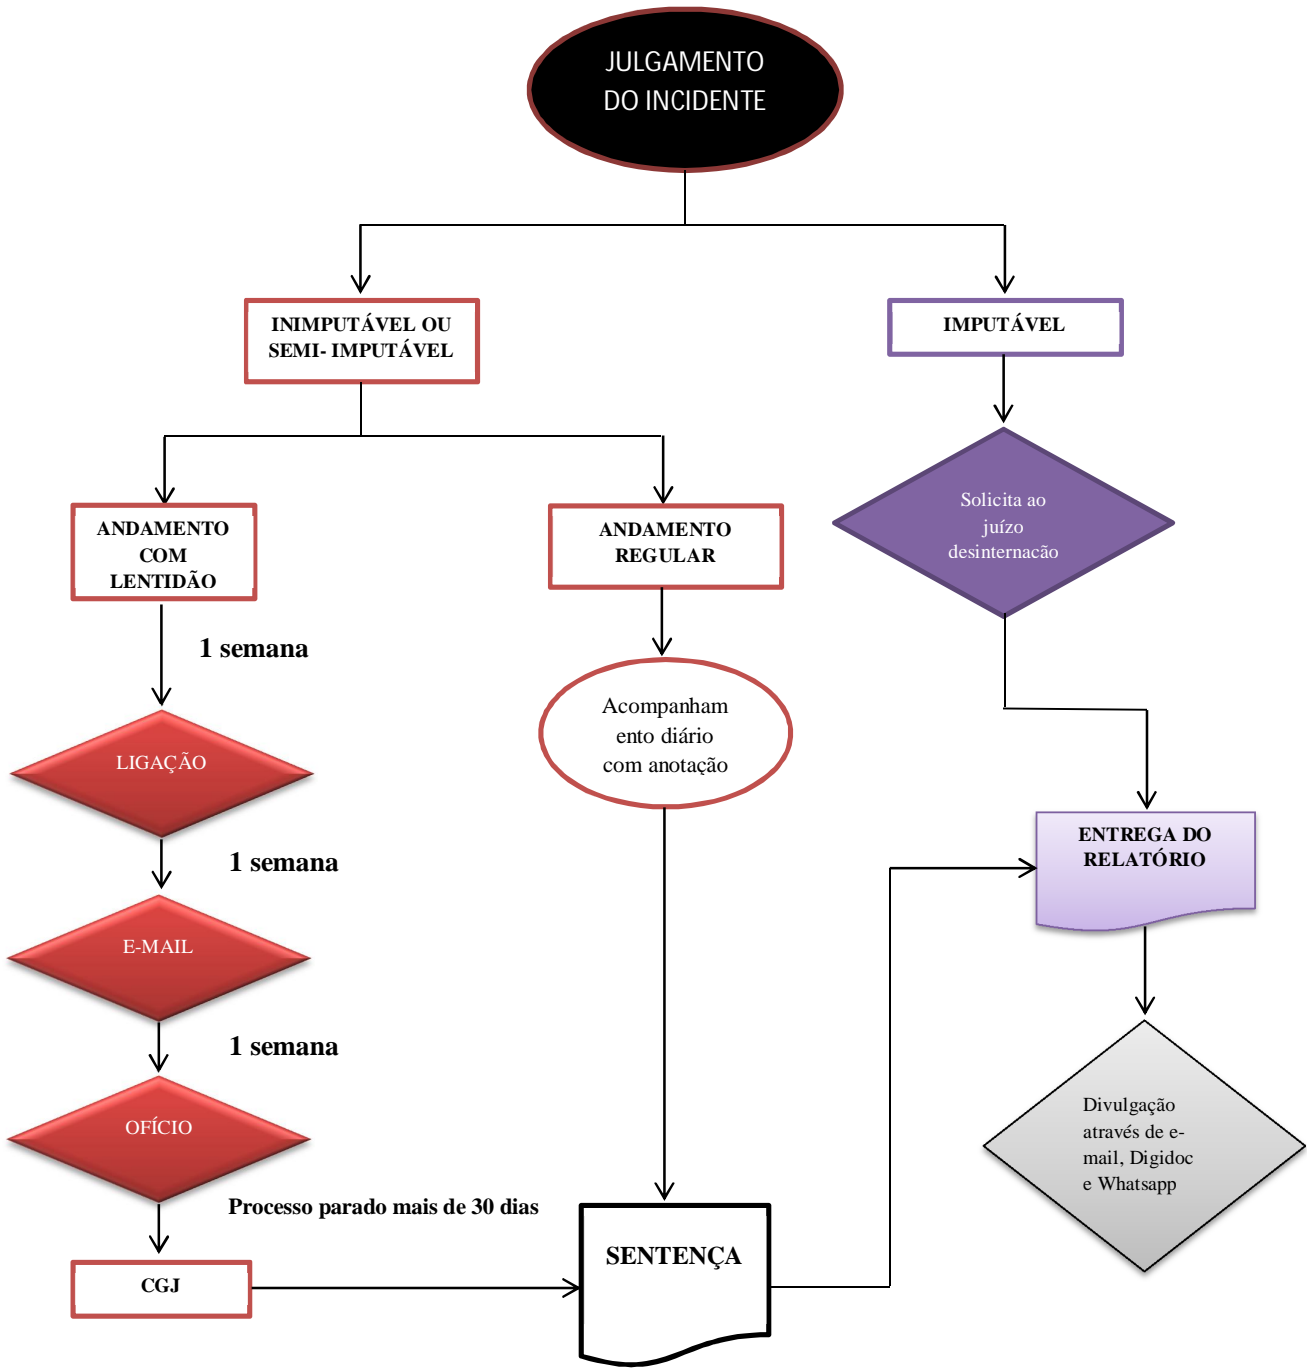 JULGAMENTO
DO INCIDENTE
INIMPUTÁVEL OU
SEMI- IMPUTÁVEL
IMPUTÁVEL
Solicita ao
juízo
desinternacão
ANDAMENTO
COM
LENTIDÃO
ANDAMENTO
REGULAR
1 semana
Acompanham
ento diário
com anotação
LIGAÇÃO
1 semana
ENTREGA DO
RELATÓRIO
E-MAIL
1 semana
OFÍCIO
Divulgação
através de e-
mail, Digidoc
e Whatsapp
Processo parado mais de 30 dias
SENTENÇA
CGJ